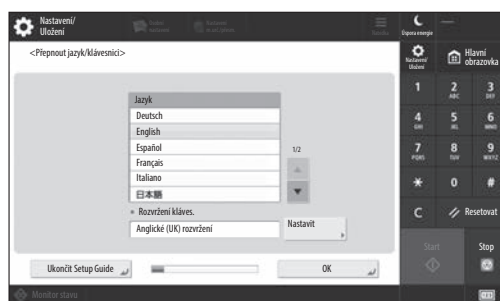 Nastavení/
Uložení
Úspora energie
<Přepnout jazyk/klávesnici>
Nastavení/
Uložení
Hlavní
obrazovka
Jazyk
Deutsch
English
Español
Français
Italiano
日本語
1/2
Rozvržení kláves.
Anglické (UK) rozvržení
Nastavit
Ukončit Setup Guide
OK
1
2
ABC
3
DEF
4
GHI
5
JKL
6
MNO
7
PQRS
8
TUV
9
WXYZ
*
0
#
C
Resetovat
Start
Stop
Monitor stavu